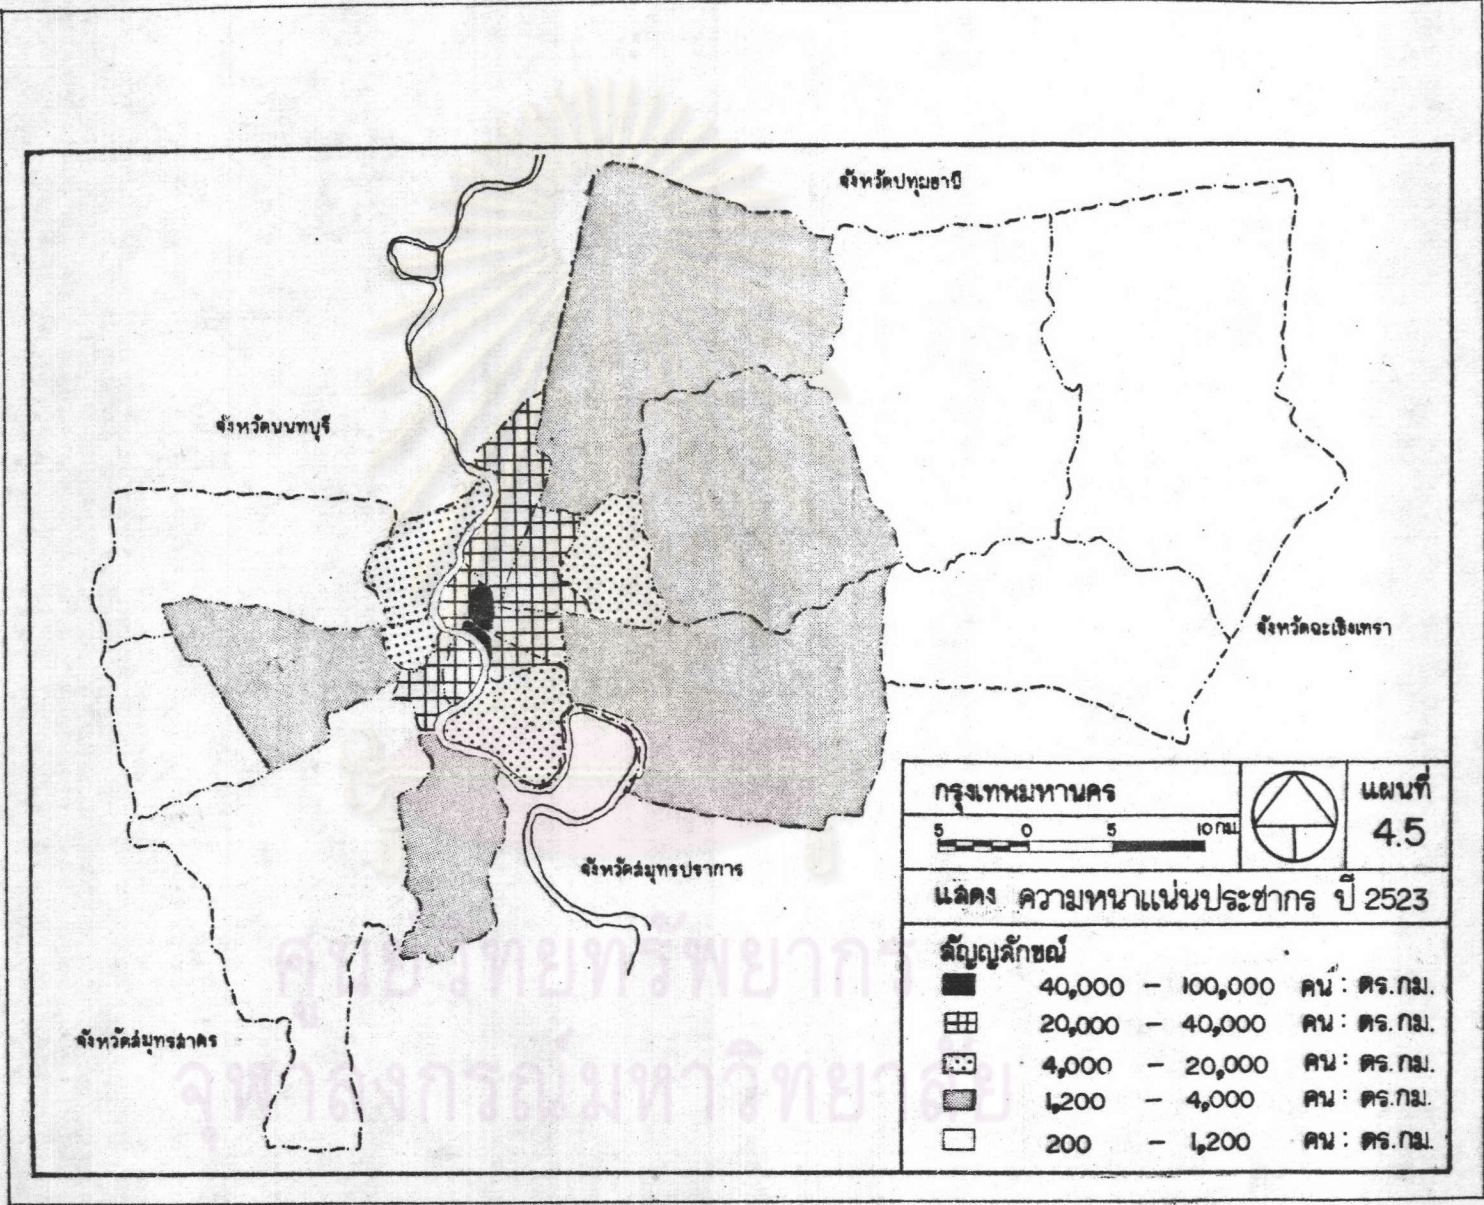 จังหวัดปทุมธานี
จังหวัดนนทบุรี
จังหวัดฉะเชิงเทรา
จังหวัดสมุทรปราการ
จังหวัดสมุทรสาคร
กรุงเทพมหานคร
5 0 5 10 กม.
แผนที่
4.5
แสดง ความหนาแน่นประชากร ปี 2523
สัญญลักษณ์
40,000 – 100,000 คน : ตร.กม.
20,000 – 40,000 คน : ตร.กม.
4,000 – 20,000 คน : ตร.กม.
1,200 – 4,000 คน : ตร.กม.
200 – 1,200 คน : ตร.กม.
ศูนย์วิทยทรัพยากร
จุฬาลงกรณ์มหาวิทยาลัย